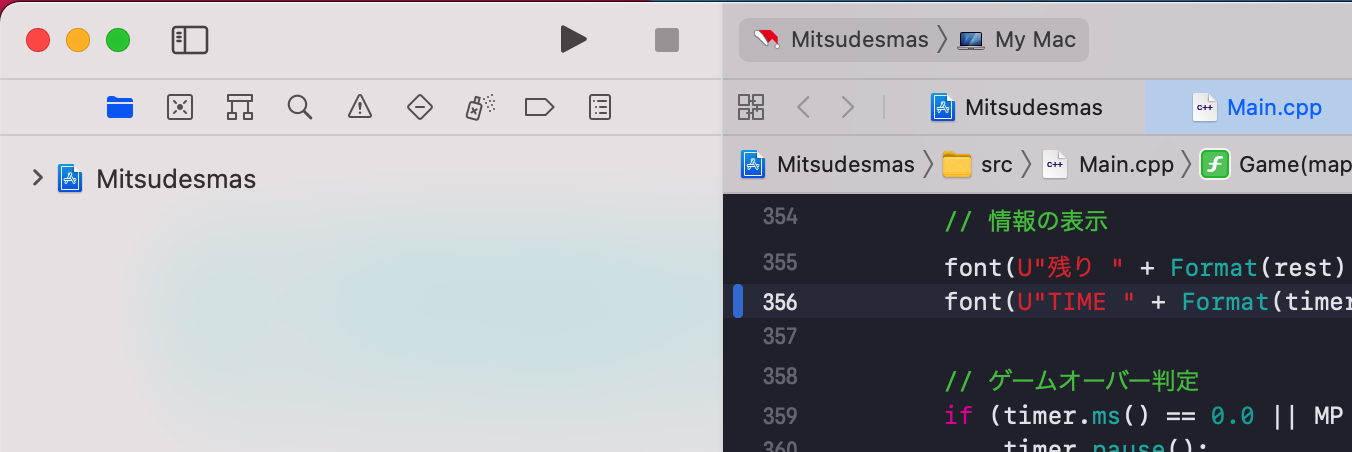 Mitsudesmas 〉 My Mac
Mitsudesmas
C++ Main.cpp
Mitsudesmas 〉 src 〉 C++ Main.cpp 〉 f Game(map
Mitsudesmas
354 // 情報の表示
355 font(U"残り " + Format(rest)
356 font(U"TIME " + Format(timer
357
358 // ゲームオーバー判定
359 if (timer.ms() == 0.0 || MP
360 timer.pause();